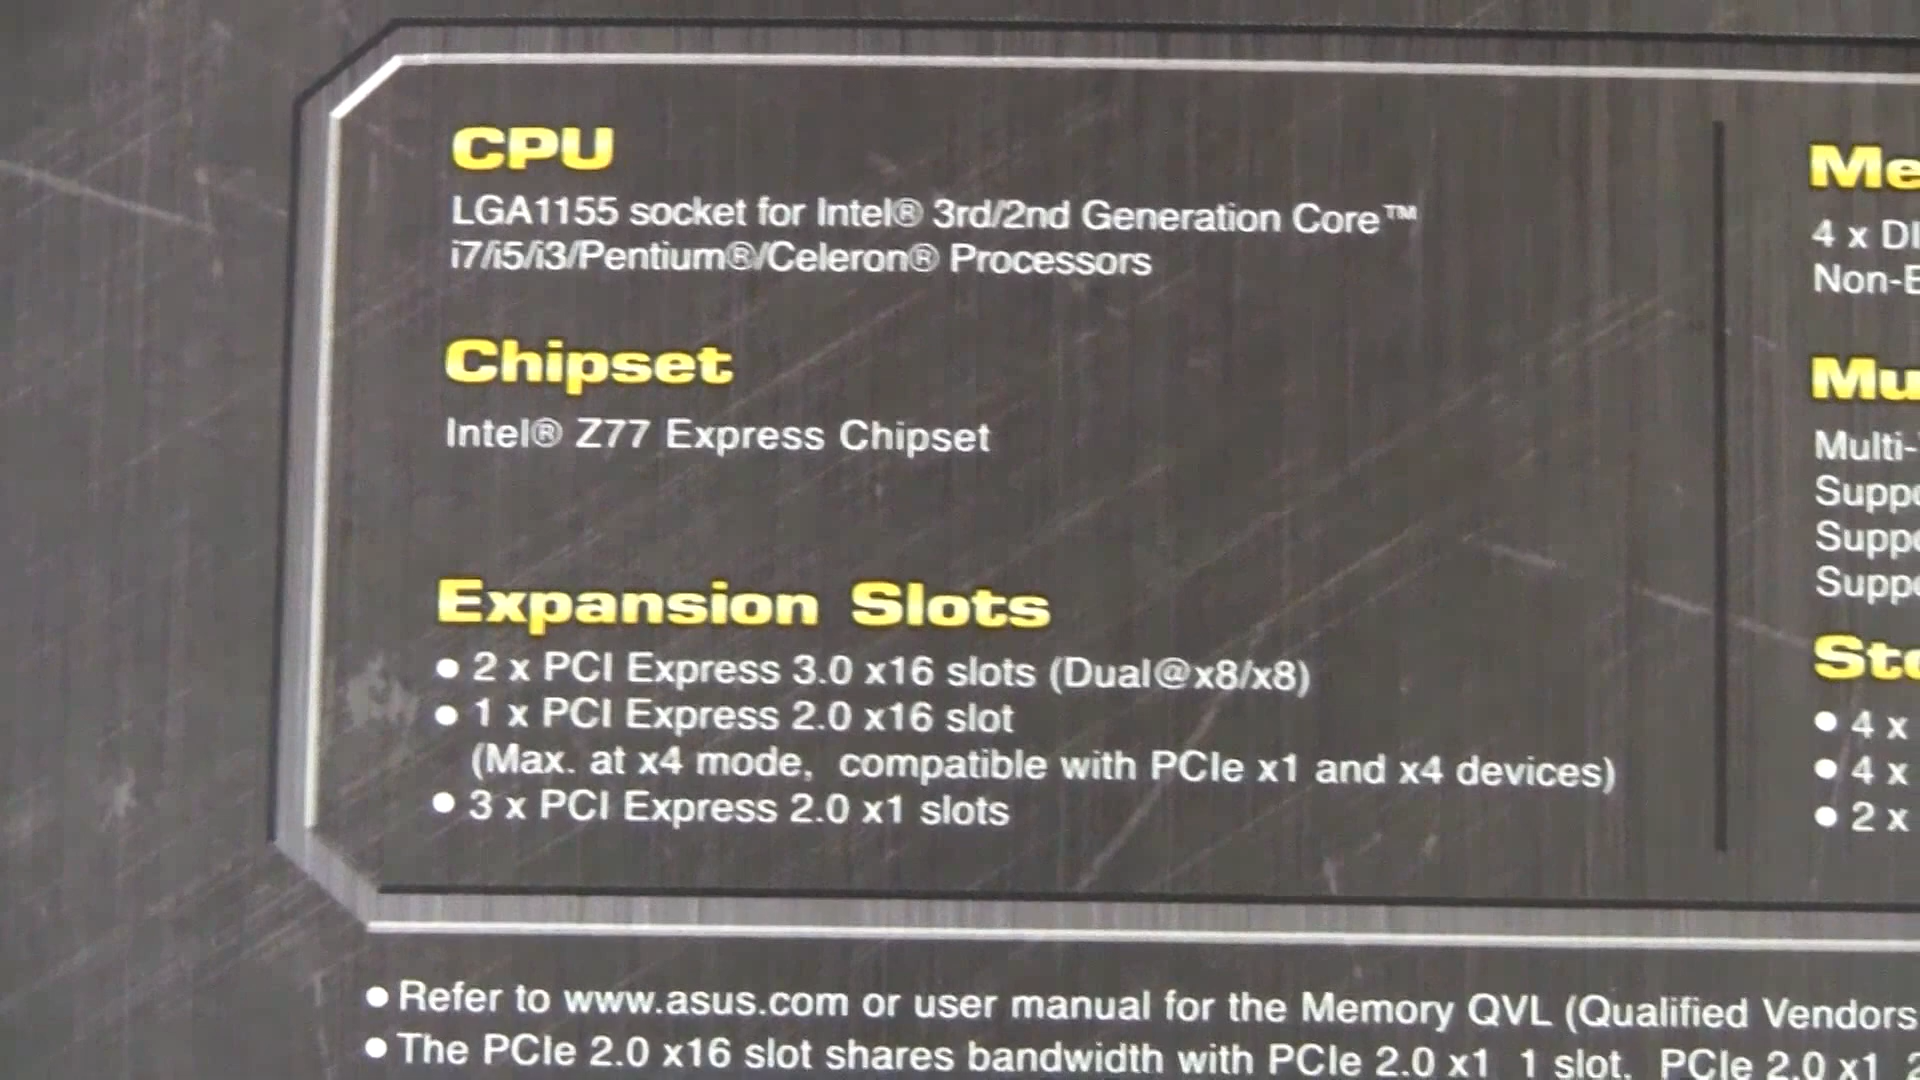 CPU
LGA1155 socket for Intel® 3rd/2nd Generation Core™
i7/i5/i3/Pentium®/Celeron® Processors
Chipset
Intel® Z77 Express Chipset
Expansion Slots
● 2 x PCI Express 3.0 x16 slots (Dual@x8/x8)
● 1 x PCI Express 2.0 x16 slot
(Max. at x4 mode, compatible with PCIe x1 and x4 devices)
● 3 x PCI Express 2.0 x1 slots
Me
4 x DI
Non-E
Mu
Multi-
Suppo
Suppo
Suppo
Sto
● 4 x
● 4 x
● 2 x
● Refer to www.asus.com or user manual for the Memory QVL (Qualified Vendors
● The PCIe 2.0 x16 slot shares bandwidth with PCIe 2.0 x1_1 slot, PCIe 2.0 x1_2